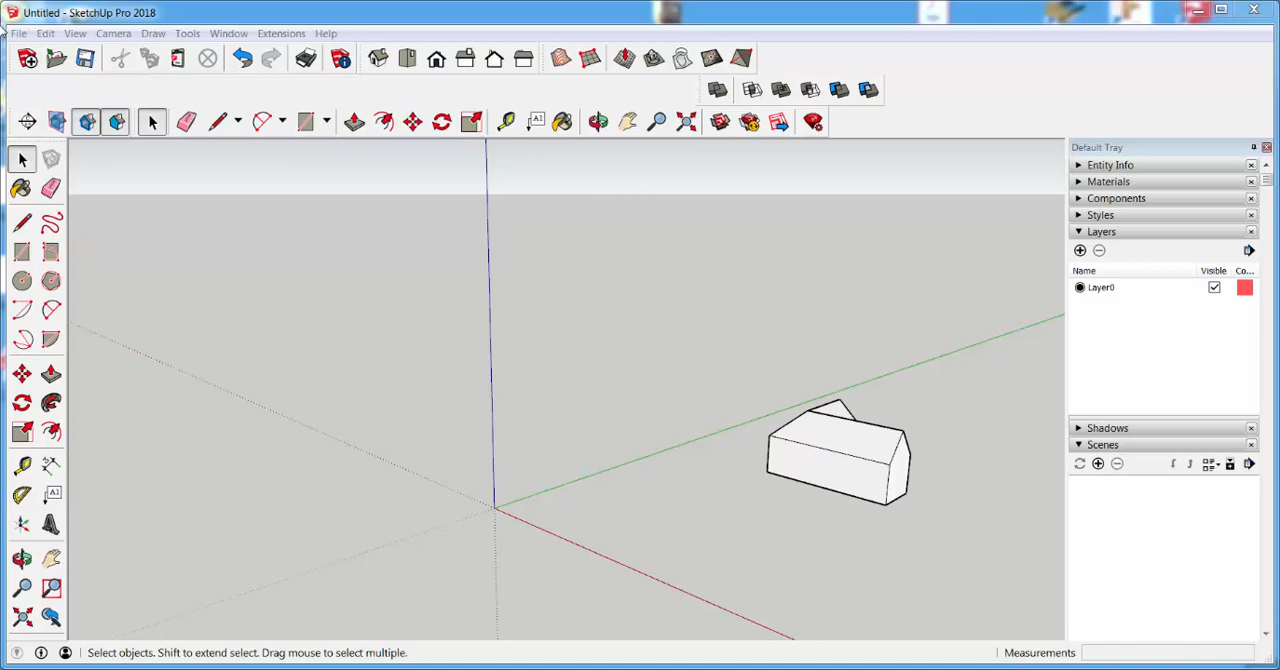 Untitled - SketchUp Pro 2018
File Edit View Camera Draw Tools Window Extensions Help
A1
Default Tray
Entity Info
Materials
Components
Styles
Layers
Name Visible Co...
Layer0
A1
Shadows
Scenes
Select objects. Shift to extend select. Drag mouse to select multiple.
Measurements